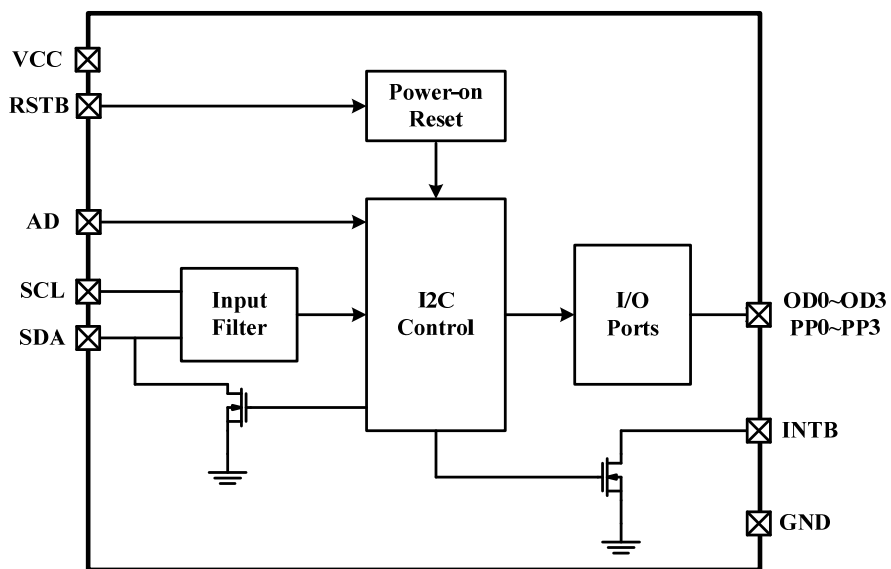 VCC
RSTB
Power-on
Reset
AD
SCL
SDA
Input
Filter
I2C
Control
I/O
Ports
OD0~OD3
PP0~PP3
INTB
GND